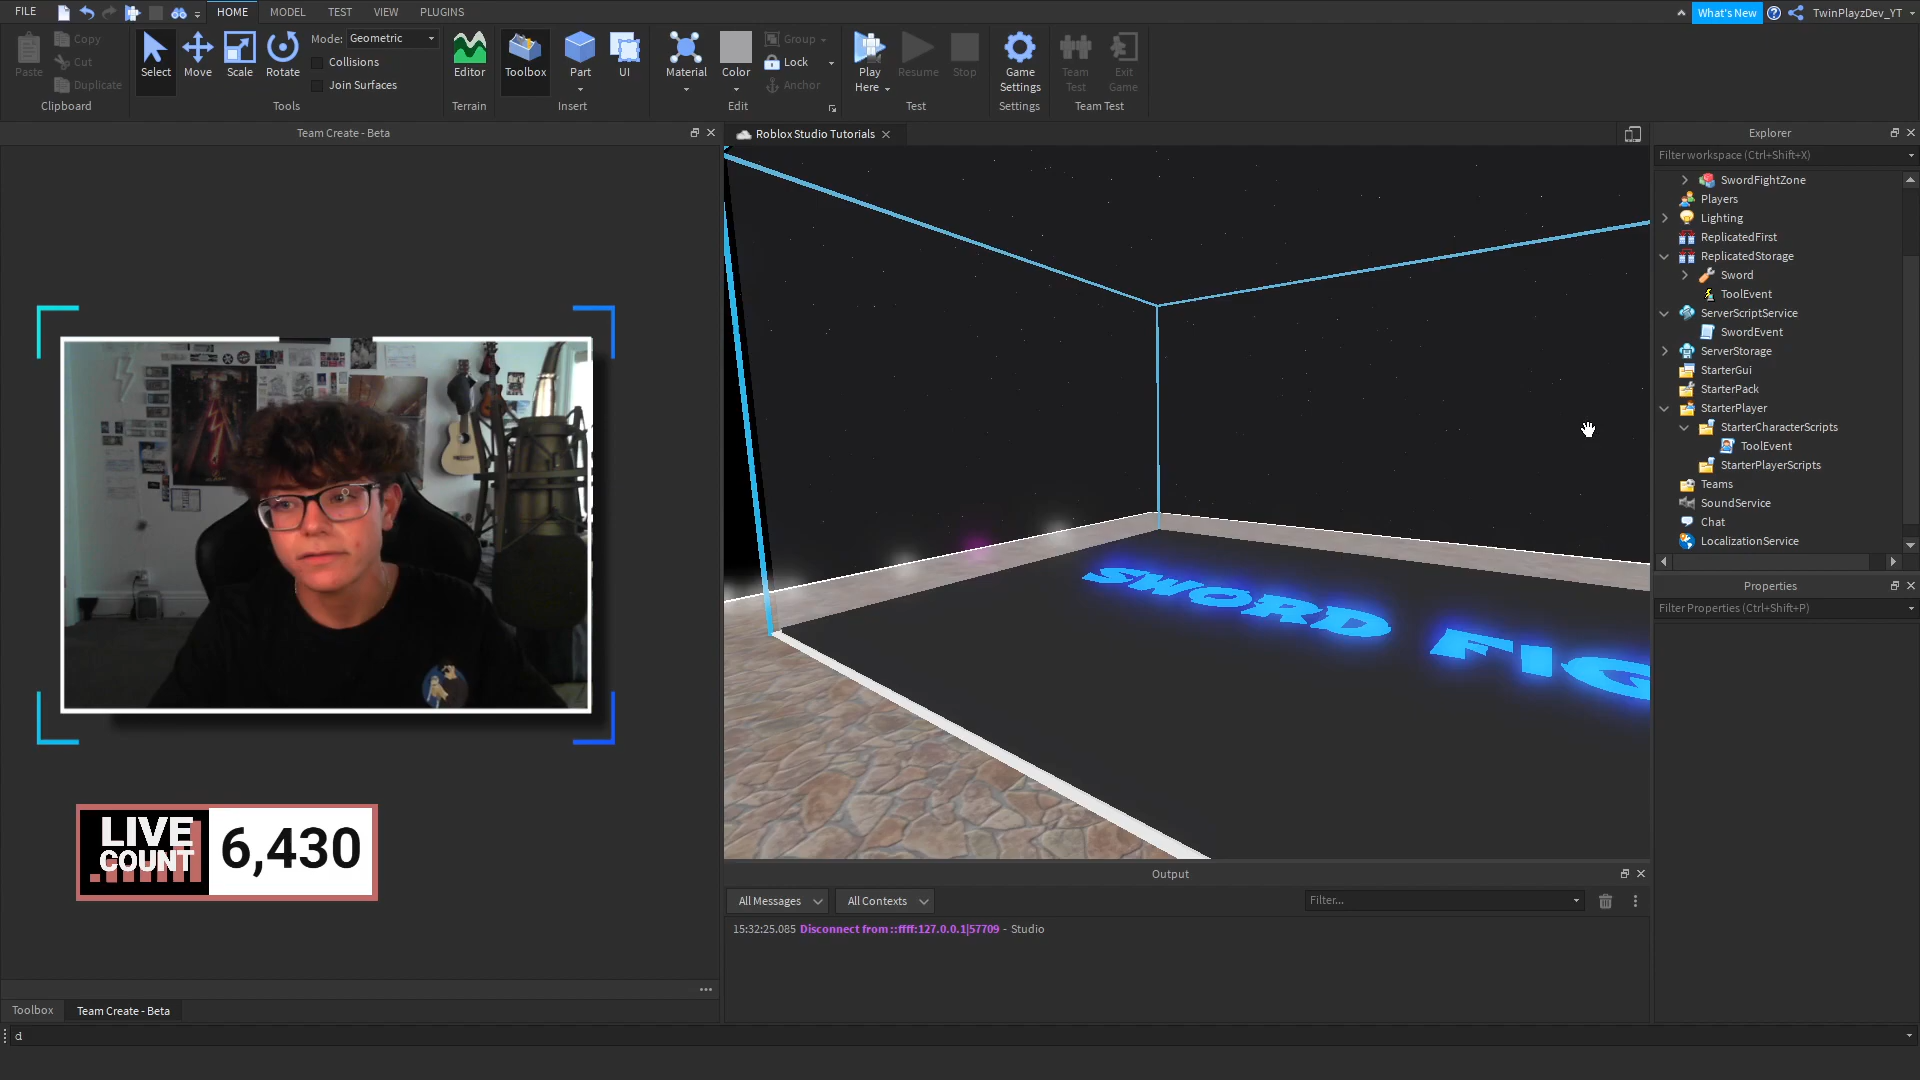 FILE
HOME
MODEL
TEST
VIEW
PLUGINS
What's New
TwinPlayzDev_YT
Paste
Copy
Cut
Duplicate
Clipboard
Select
Move
Scale
Rotate
Mode:
Geometric
Collisions
Join Surfaces
Tools
Editor
Terrain
Toolbox
Part
UI
Insert
Material
Color
Group
Lock
Anchor
Edit
Play
Here
Resume
Stop
Test
Game
Settings
Settings
Team
Test
Exit
Game
Team Test
Team Create - Beta
Roblox Studio Tutorials
SWORD FIG
LIVE
COUNT
6,430
Output
All Messages
All Contexts
Filter...
15:32:25.085 Disconnect from ::ffff:127.0.0.1|57709 - Studio
Explorer
Filter workspace (Ctrl+Shift+X)
SwordFightZone
Players
Lighting
ReplicatedFirst
ReplicatedStorage
Sword
ToolEvent
ServerScriptService
SwordEvent
ServerStorage
StarterGui
StarterPack
StarterPlayer
StarterCharacterScripts
ToolEvent
StarterPlayerScripts
Teams
SoundService
Chat
LocalizationService
Properties
Filter Properties (Ctrl+Shift+P)
Toolbox
Team Create - Beta
d